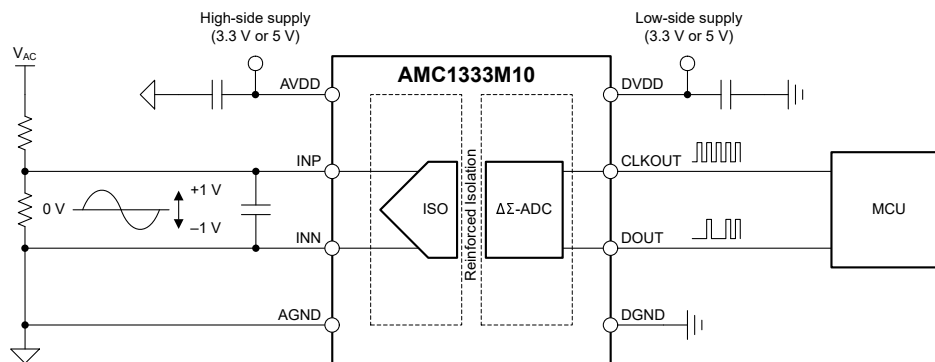 High-side supply
(3.3 V or 5 V)
Low-side supply
(3.3 V or 5 V)
VAC
AMC1333M10
AVDD
DVDD
INP
CLKOUT
0 V
+1 V
–1 V
ISO
Reinforced Isolation
ΔΣ-ADC
MCU
INN
DOUT
AGND
DGND